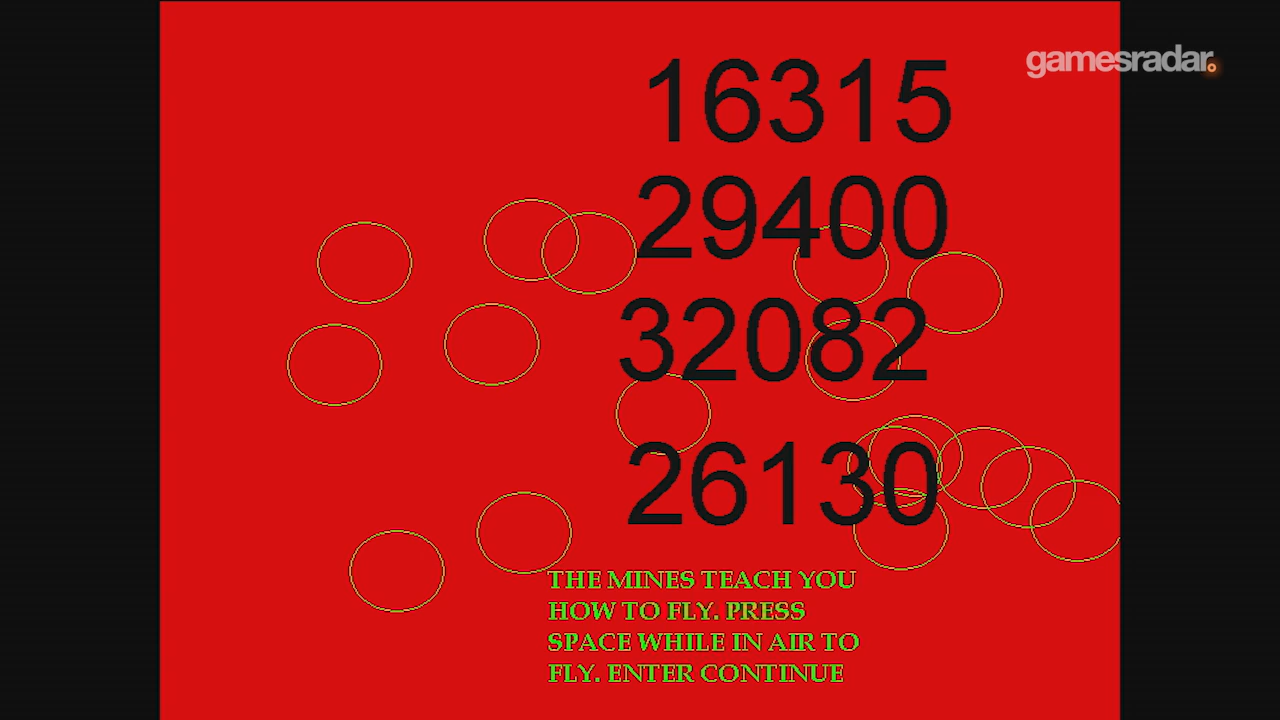 gamesradar
16315
29400
32082
26130
THE MINES TEACH YOU
HOW TO FLY. PRESS
SPACE WHILE IN AIR TO
FLY. ENTER CONTINUE